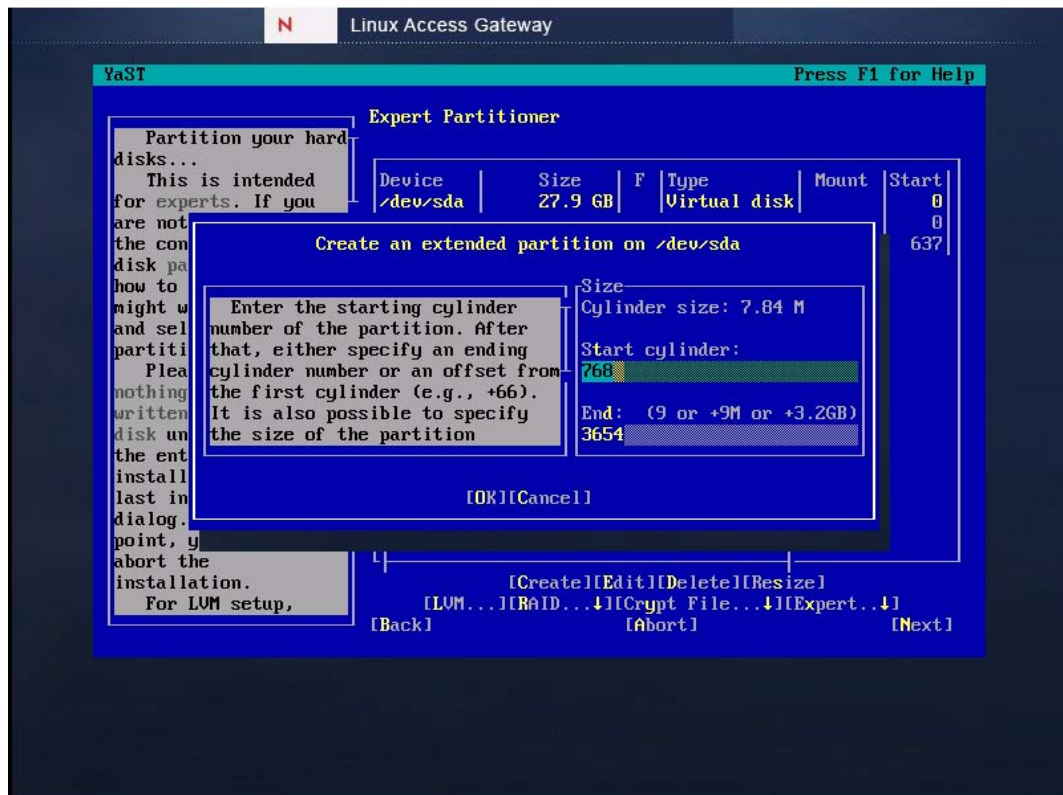 N Linux Access Gateway
YaST Press F1 for Help
Expert Partitioner
Partition your hard
disks...
This is intended
for experts. If you
are not
the con
disk pa
how to
might w
and sel
partiti
Plea
nothing
written
disk un
the ent
install
last in
dialog.
point, y
abort the
installation.
For LVM setup,
Device Size F Type Mount Start
/dev/sda 27.9 GB Virtual disk 0
0
637
Create an extended partition on /dev/sda
Enter the starting cylinder
number of the partition. After
that, either specify an ending
cylinder number or an offset from
the first cylinder (e.g., +66).
It is also possible to specify
the size of the partition
Size
Cylinder size: 7.84 M
Start cylinder:
768
End: (9 or +9M or +3.2GB)
3654
[OK][Cancel]
[Create][Edit][Delete][Resize]
[LVM...][RAID...↓][Crypt File...↓][Expert..↓]
[Back] [Abort] [Next]